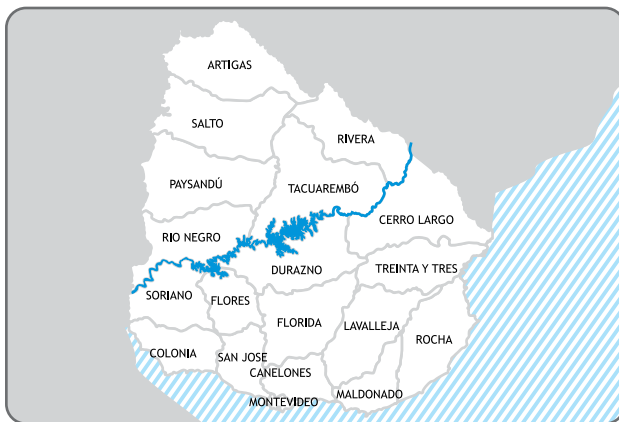 ARTIGAS
SALTO
RIVERA
PAYSANDÚ
TACUAREMBÓ
CERRO LARGO
RIO NEGRO
DURAZNO
TREINTA Y TRES
SORIANO
FLORES
FLORIDA
LAVALLEJA
ROCHA
COLONIA
SAN JOSE
CANELONES
MALDONADO
MONTEVIDEO